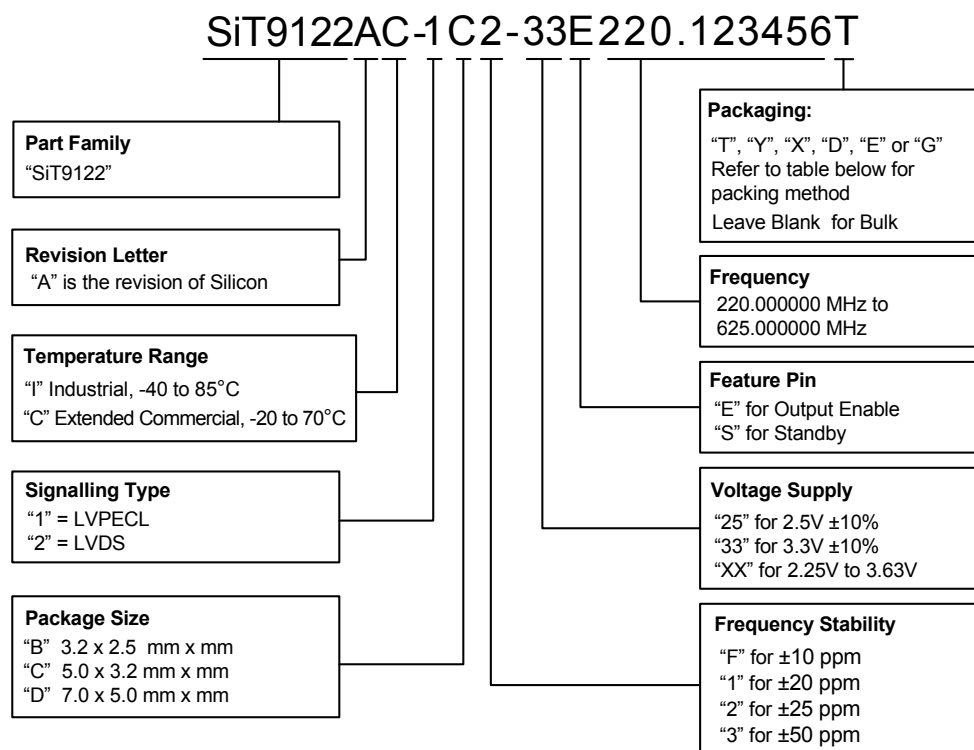 SiT9122AC-1C2-33E220.123456T
Part Family
“SiT9122”
Revision Letter
“A” is the revision of Silicon
Temperature Range
“I” Industrial, -40 to 85°C
“C” Extended Commercial, -20 to 70°C
Signalling Type
“1” = LVPECL
“2” = LVDS
Package Size
“B” 3.2 x 2.5 mm x mm
“C” 5.0 x 3.2 mm x mm
“D” 7.0 x 5.0 mm x mm
Packaging:
“T”, “Y”, “X”, “D”, “E” or “G”
Refer to table below for
packing method
Leave Blank for Bulk
Frequency
220.000000 MHz to
625.000000 MHz
Feature Pin
“E” for Output Enable
“S” for Standby
Voltage Supply
“25” for 2.5V ±10%
“33” for 3.3V ±10%
“XX” for 2.25V to 3.63V
Frequency Stability
“F” for ±10 ppm
“1” for ±20 ppm
“2” for ±25 ppm
“3” for ±50 ppm